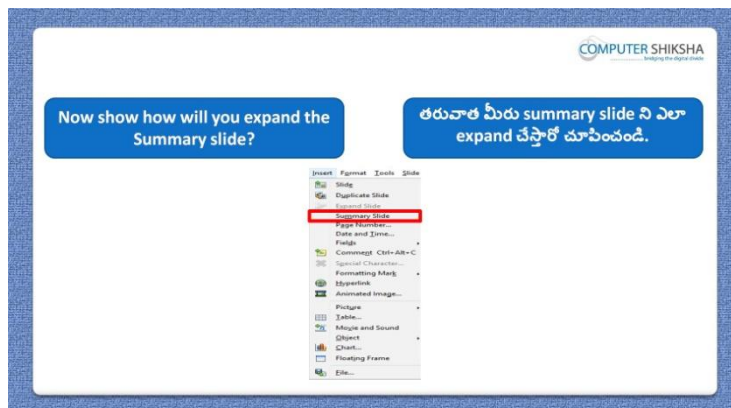 COMPUTER SHIKSHA
bridging the digital divide
Now show how will you expand the
Summary slide?
తరువాత మీరు summary slide ని ఎలా
expand చేస్తారో చూపించండి.
Insert Format Tools Slide
Slide
Duplicate Slide
Expand Slide
Summary Slide
Page Number...
Date and Time...
Fields
Comment Ctrl+Alt+C
Special Character...
Formatting Mark
Hyperlink
Animated Image...
Picture
Table...
Movie and Sound
Object
Chart...
Floating Frame
File...